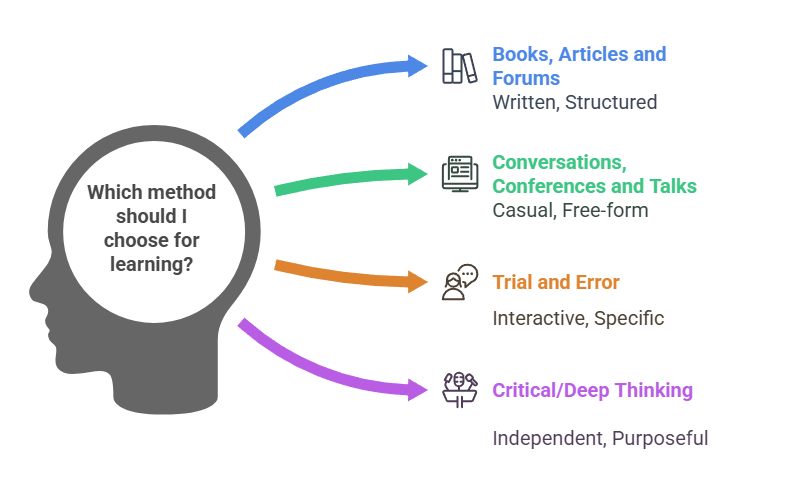 Which method
should I
choose for
learning?
Books, Articles and
Forums
Written, Structured
Conversations,
Conferences and Talks
Casual, Free-form
Trial and Error
Interactive, Specific
Critical/Deep Thinking
Independent, Purposeful